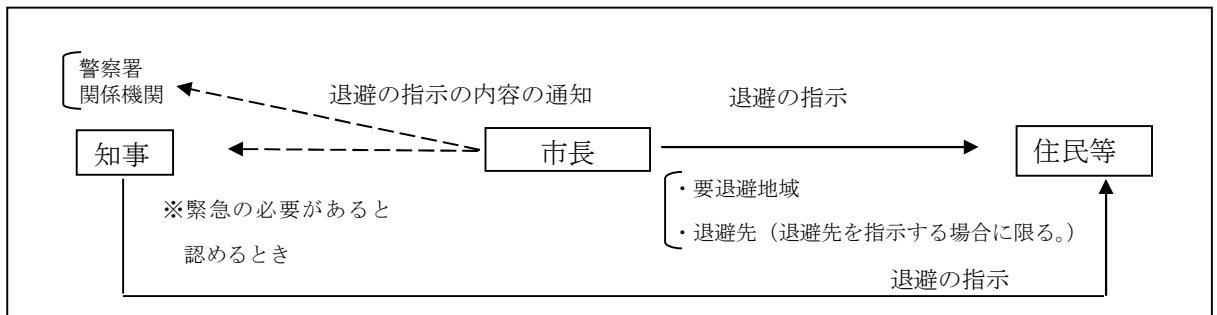 警察署
関係機関
退避の指示の内容の通知
退避の指示
知事
市長
住民等
※緊急の必要があると
認めるとき
・要退避地域
・退避先（退避先を指示する場合に限る。）
退避の指示